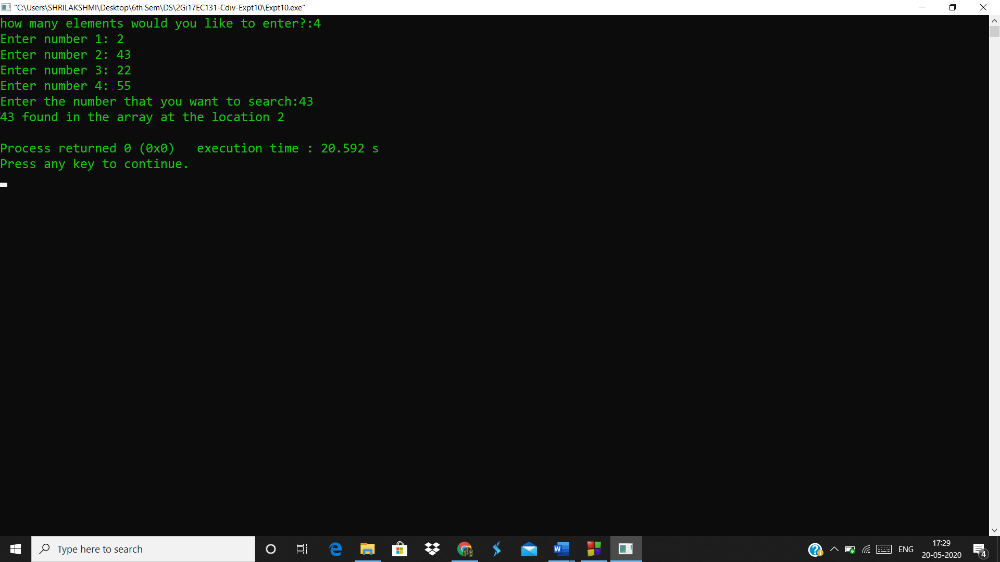 "C:\Users\SHRILAKSHMI\Desktop\6th Sem\DS\2Gi17EC131-Cdiv-Expt10\Expt10.exe"
how many elements would you like to enter?:4
Enter number 1: 2
Enter number 2: 43
Enter number 3: 22
Enter number 4: 55
Enter the number that you want to search:43
43 found in the array at the location 2
Process returned 0 (0x0)   execution time : 20.592 s
Press any key to continue.
Type here to search
ENG
17:29
20-05-2020
4